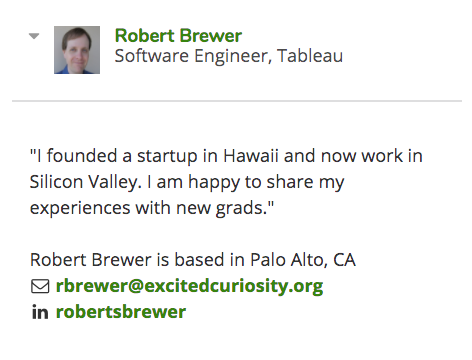 Robert Brewer
Software Engineer, Tableau
"I founded a startup in Hawaii and now work in
Silicon Valley. I am happy to share my
experiences with new grads."
Robert Brewer is based in Palo Alto, CA
rbrewer@excitedcuriosity.org
in robertsbrewer